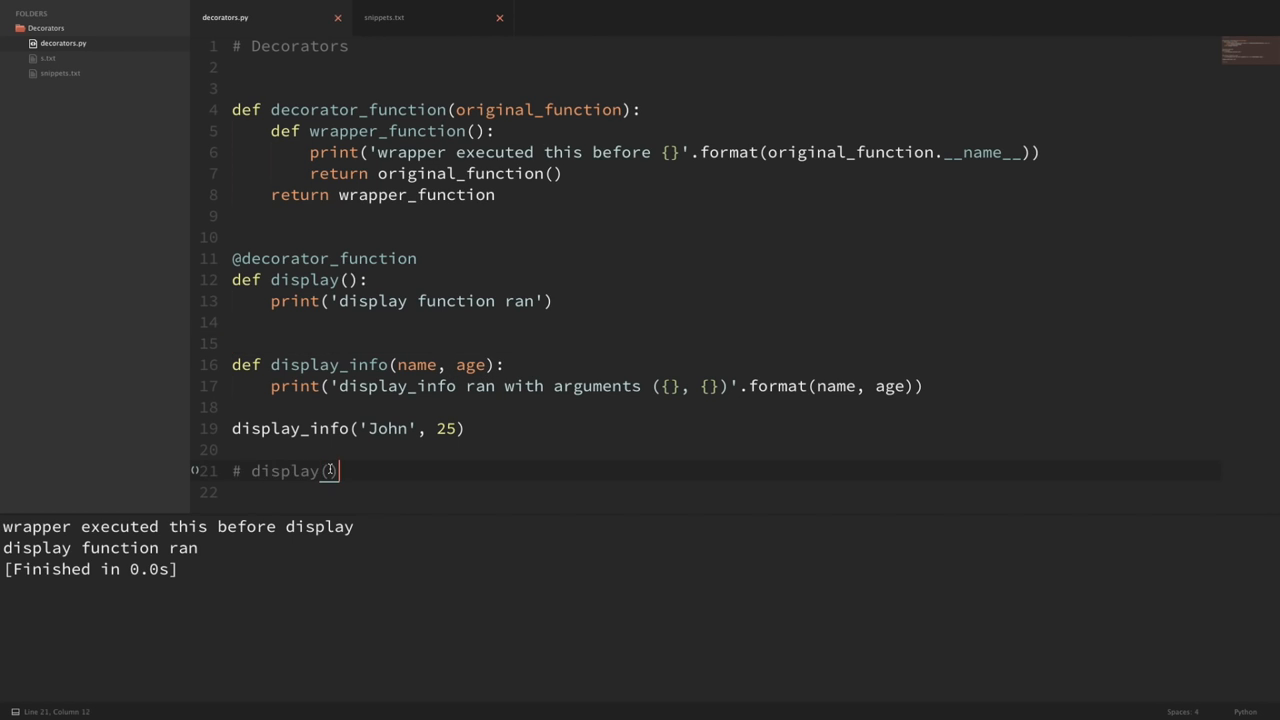 FOLDERS
Decorators
decorators.py
s.txt
snippets.txt
decorators.py
snippets.txt
1 # Decorators
2
3
4 def decorator_function(original_function):
5     def wrapper_function():
6         print('wrapper executed this before {}'.format(original_function.__name__))
7         return original_function()
8     return wrapper_function
9
10
11 @decorator_function
12 def display():
13     print('display function ran')
14
15
16 def display_info(name, age):
17     print('display_info ran with arguments ({}, {})'.format(name, age))
18
19 display_info('John', 25)
20
21 # display()
22
wrapper executed this before display
display function ran
[Finished in 0.0s]
Line 21, Column 12
Spaces: 4
Python